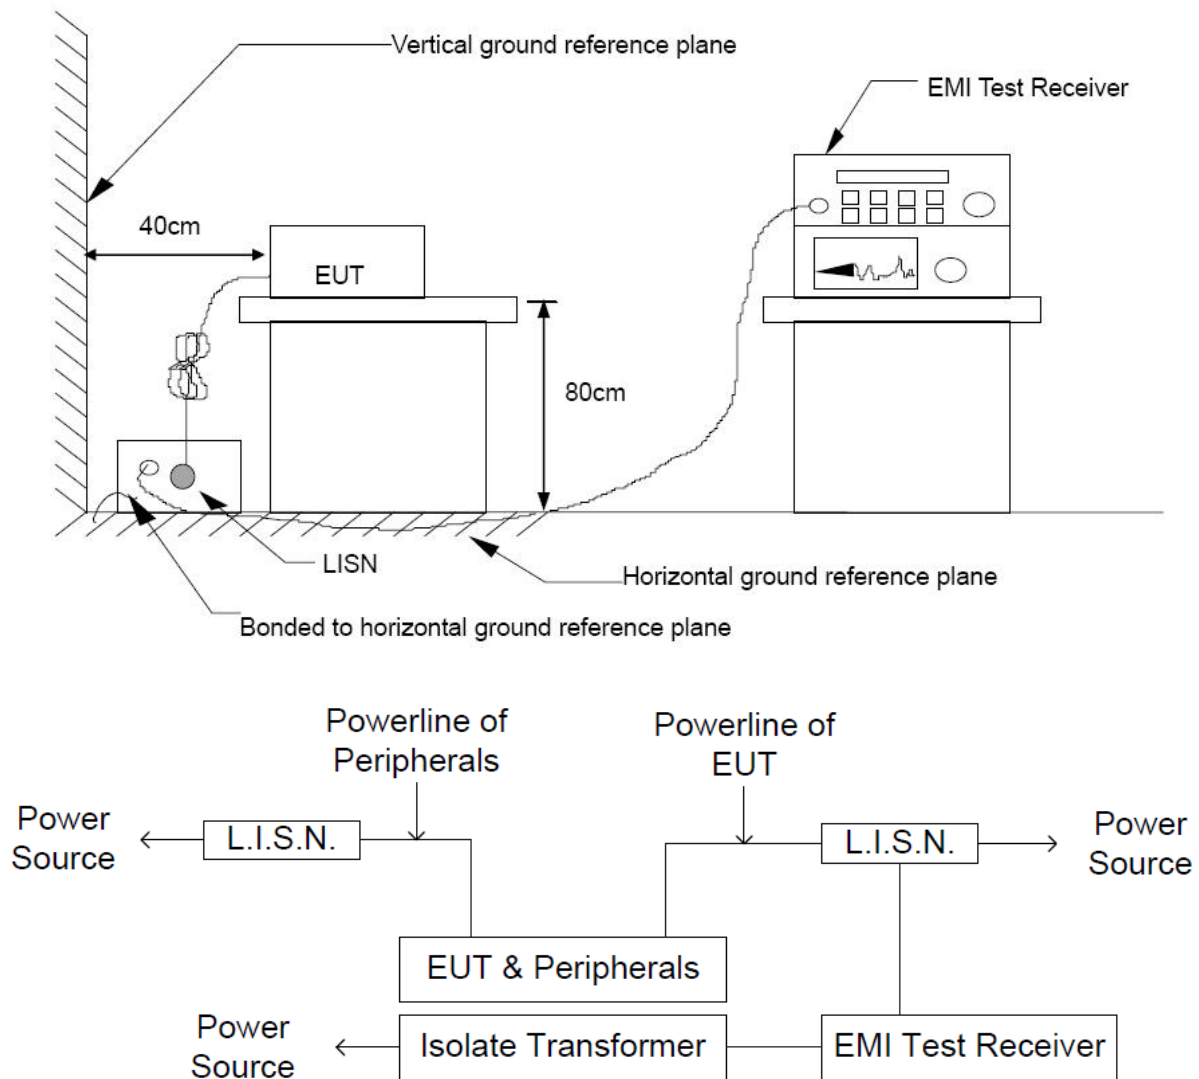 Vertical ground reference plane
EMI Test Receiver
40cm
EUT
80cm
LISN
Horizontal ground reference plane
Bonded to horizontal ground reference plane
Powerline of
Peripherals
Powerline of
EUT
Power
Source
L.I.S.N.
L.I.S.N.
Power
Source
EUT & Peripherals
Power
Source
Isolate Transformer
EMI Test Receiver